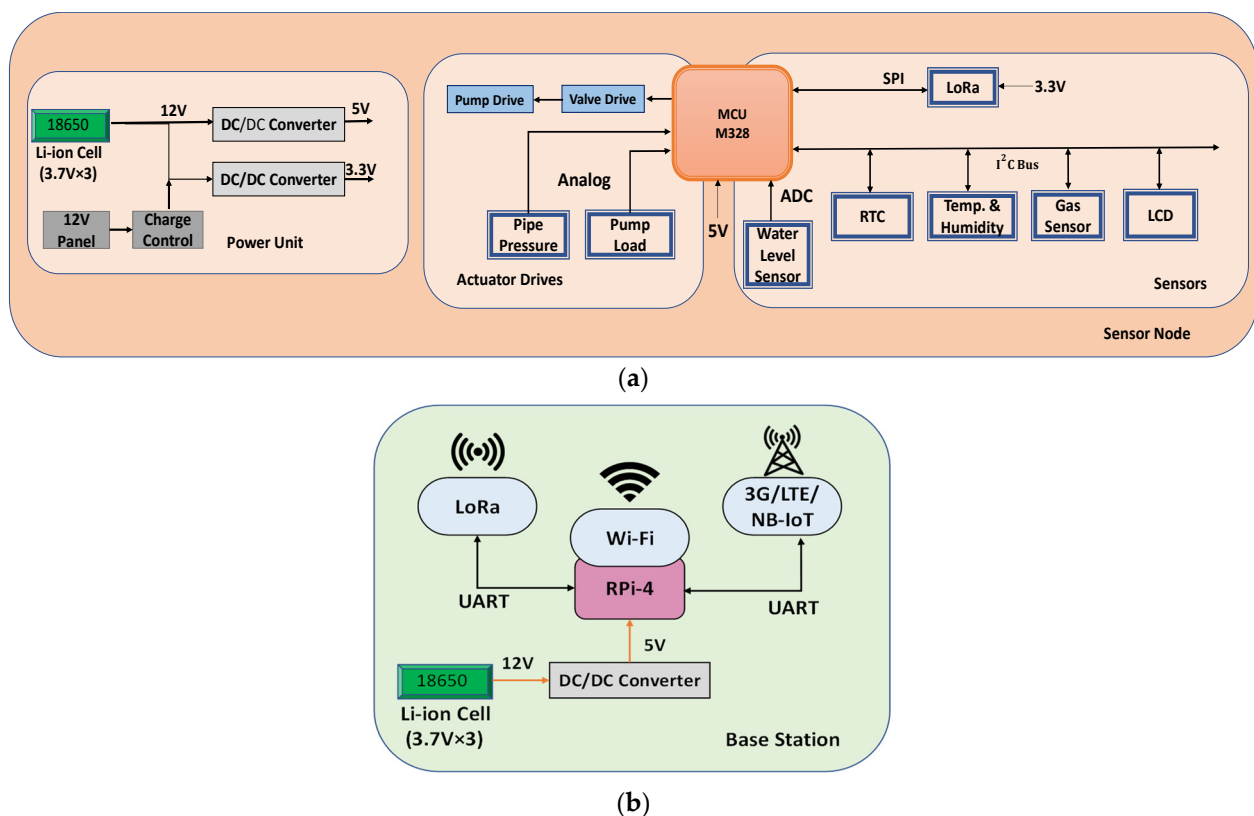 18650
Li-ion Cell
(3.7V×3)
12V
DC/DC Converter
5V
DC/DC Converter
3.3V
12V
Panel
Charge
Control
Power Unit
Pump Drive
Valve Drive
Analog
Pipe
Pressure
Pump
Load
Actuator Drives
MCU
M328
5V
ADC
Water
Level
Sensor
SPI
LoRa
3.3V
I²C Bus
RTC
Temp. &
Humidity
Gas
Sensor
LCD
Sensors
Sensor Node
(a)
LoRa
Wi-Fi
3G/LTE/
NB-IoT
RPi-4
UART
UART
5V
12V
18650
DC/DC Converter
Li-ion Cell
(3.7V×3)
Base Station
(b)